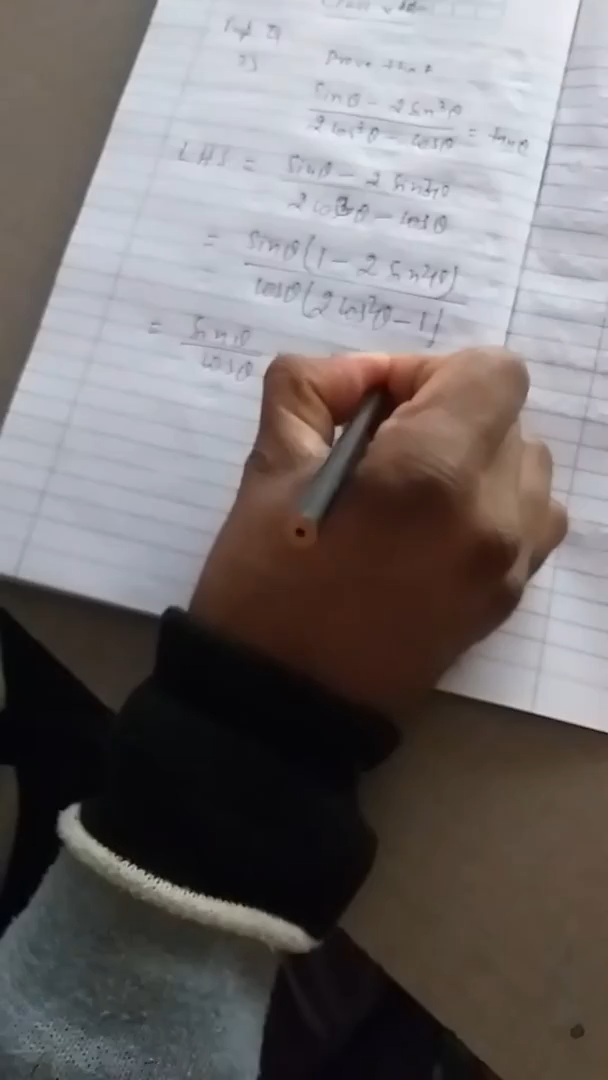 Prove that
sinθ - 2 sin³θ / 2 cos³θ - cosθ = tanθ
LHS = sinθ - 2 sin³θ / 2 cos³θ - cosθ
= sinθ(1 - 2 sin²θ) / cosθ(2 cos²θ - 1)
= sinθ / cosθ